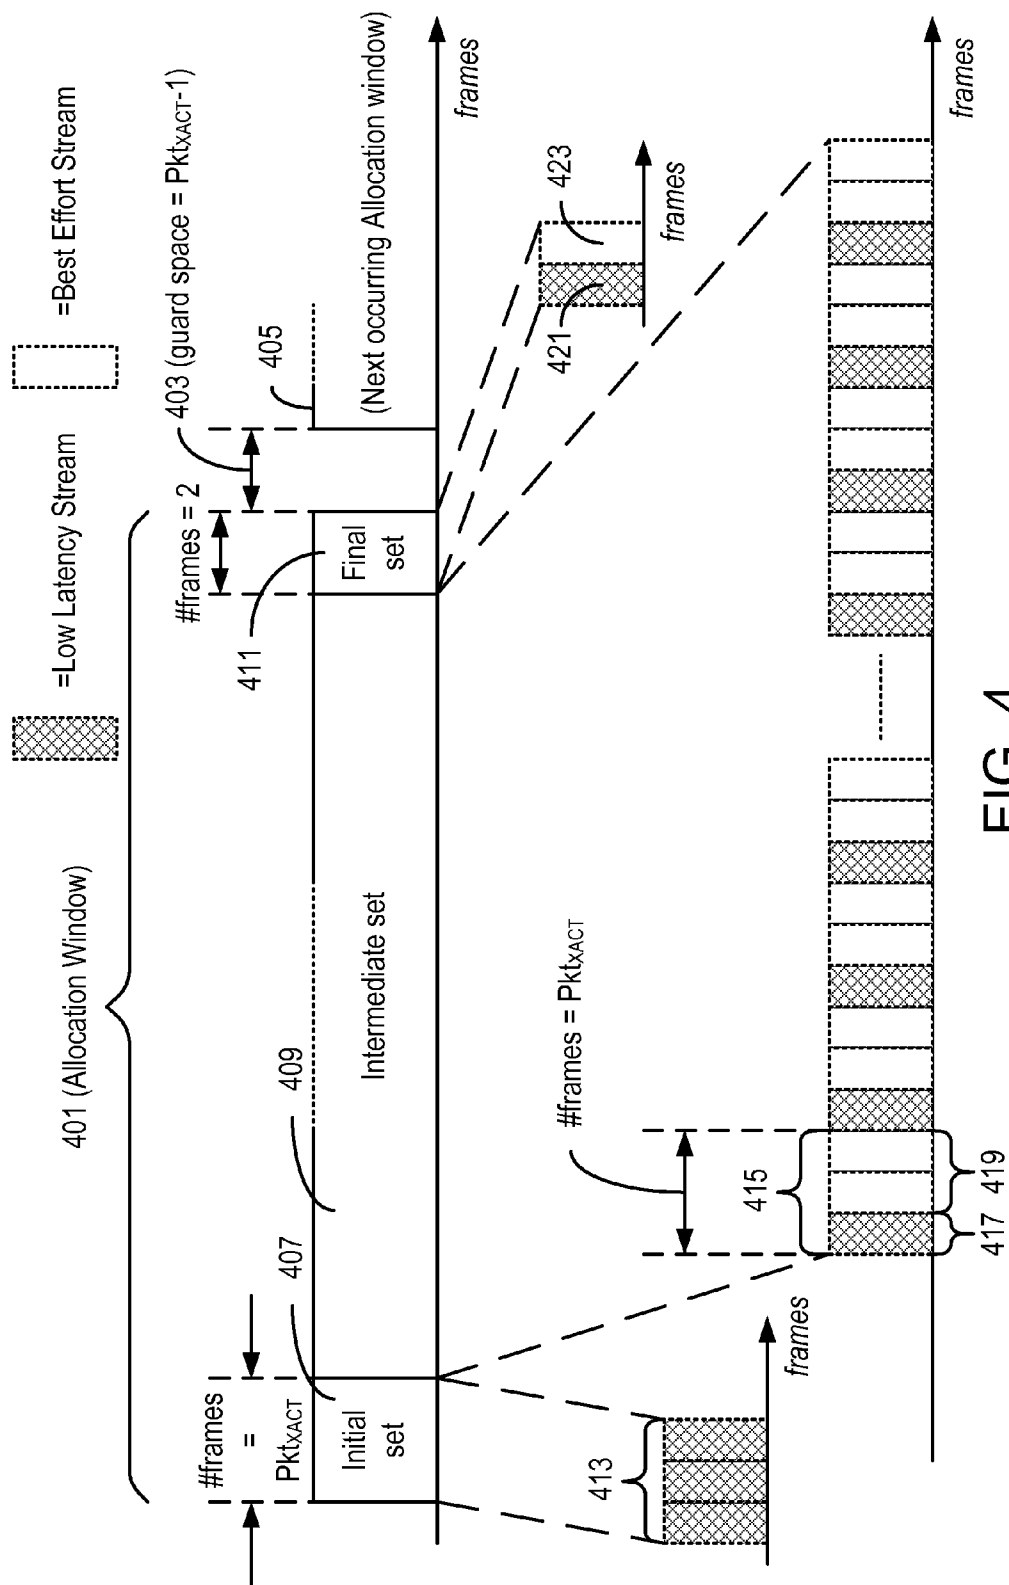 =Low Latency Stream
=Best Effort Stream
401 (Allocation Window)
403 (guard space = PktXACT-1)
#frames
=
PktXACT
#frames = 2
407
409
411
405
Initial
set
Intermediate set
Final
set
(Next occurring Allocation window)
frames
413
frames
#frames = PktXACT
421
423
frames
415
417
419
frames
FIG. 4